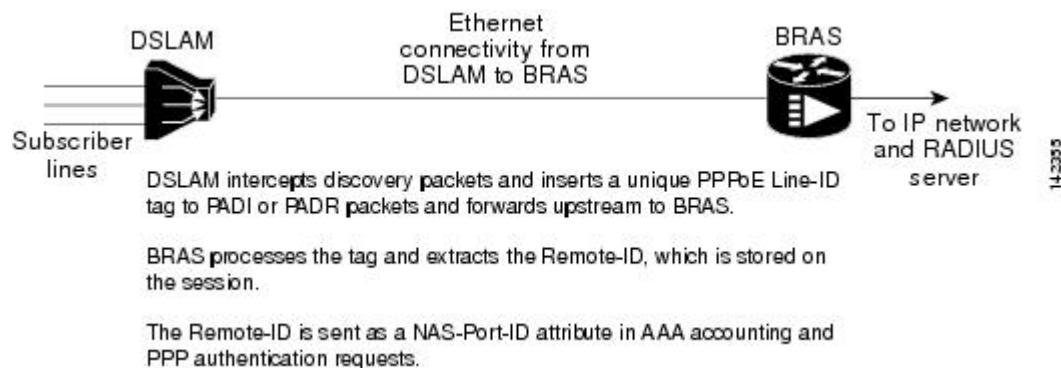 DSLAM
Ethernet
connectivity from
DSLAM to BRAS
BRAS
Subscriber
lines
To IP network
and RADIUS
server
142355
DSLAM intercepts discovery packets and inserts a unique PPPoE Line-ID
tag to PADI or PADR packets and forwards upstream to BRAS.
BRAS processes the tag and extracts the Remote-ID, which is stored on
the session.
The Remote-ID is sent as a NAS-Port-ID attribute in AAA accounting and
PPP authentication requests.